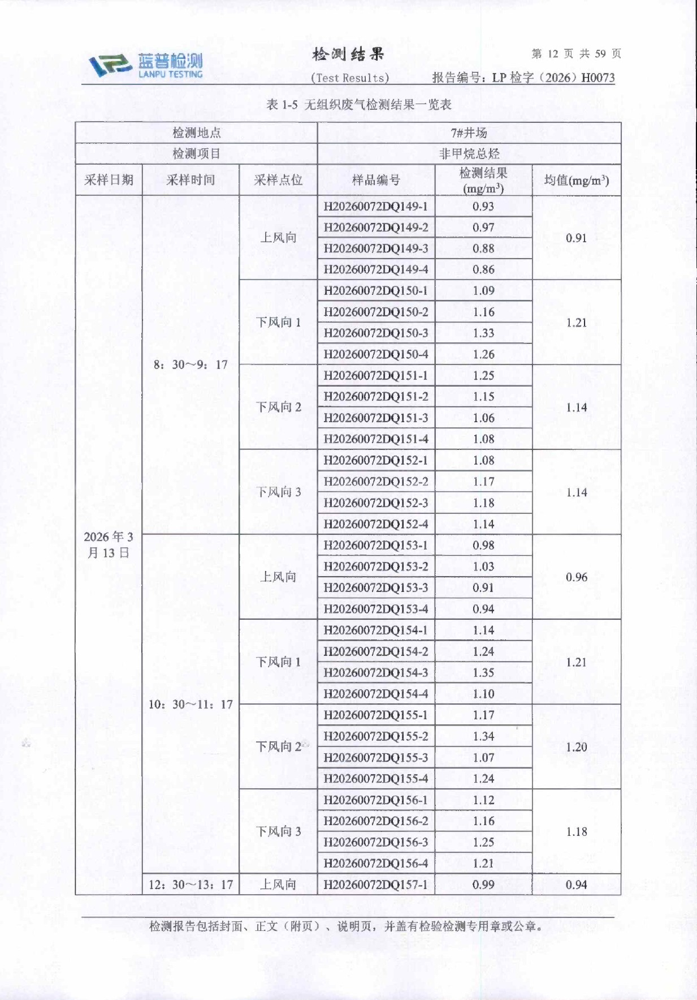 蓝普检测
LANPU TESTING
检测结果
(Test Results)
第 12 页 共 59 页
报告编号：LP 检字（2026）H0073
表 1-5 无组织废气检测结果一览表
检测地点 7#井场
检测项目 非甲烷总烃
采样日期 采样时间 采样点位 样品编号 检测结果(mg/m³) 均值(mg/m³)
2026 年 3 月 13 日
8：30～9：17
上风向 H20260072DQ149-1 0.93 0.91
H20260072DQ149-2 0.97
H20260072DQ149-3 0.88
H20260072DQ149-4 0.86
下风向 1 H20260072DQ150-1 1.09 1.21
H20260072DQ150-2 1.16
H20260072DQ150-3 1.33
H20260072DQ150-4 1.26
下风向 2 H20260072DQ151-1 1.25 1.14
H20260072DQ151-2 1.15
H20260072DQ151-3 1.06
H20260072DQ151-4 1.08
下风向 3 H20260072DQ152-1 1.08 1.14
H20260072DQ152-2 1.17
H20260072DQ152-3 1.18
H20260072DQ152-4 1.14
10：30～11：17
上风向 H20260072DQ153-1 0.98 0.96
H20260072DQ153-2 1.03
H20260072DQ153-3 0.91
H20260072DQ153-4 0.94
下风向 1 H20260072DQ154-1 1.14 1.21
H20260072DQ154-2 1.24
H20260072DQ154-3 1.35
H20260072DQ154-4 1.10
下风向 2 H20260072DQ155-1 1.17 1.20
H20260072DQ155-2 1.34
H20260072DQ155-3 1.07
H20260072DQ155-4 1.24
下风向 3 H20260072DQ156-1 1.12 1.18
H20260072DQ156-2 1.16
H20260072DQ156-3 1.25
H20260072DQ156-4 1.21
12：30～13：17 上风向 H20260072DQ157-1 0.99 0.94
检测报告包括封面、正文（附页）、说明页，并盖有检验检测专用章或公章。